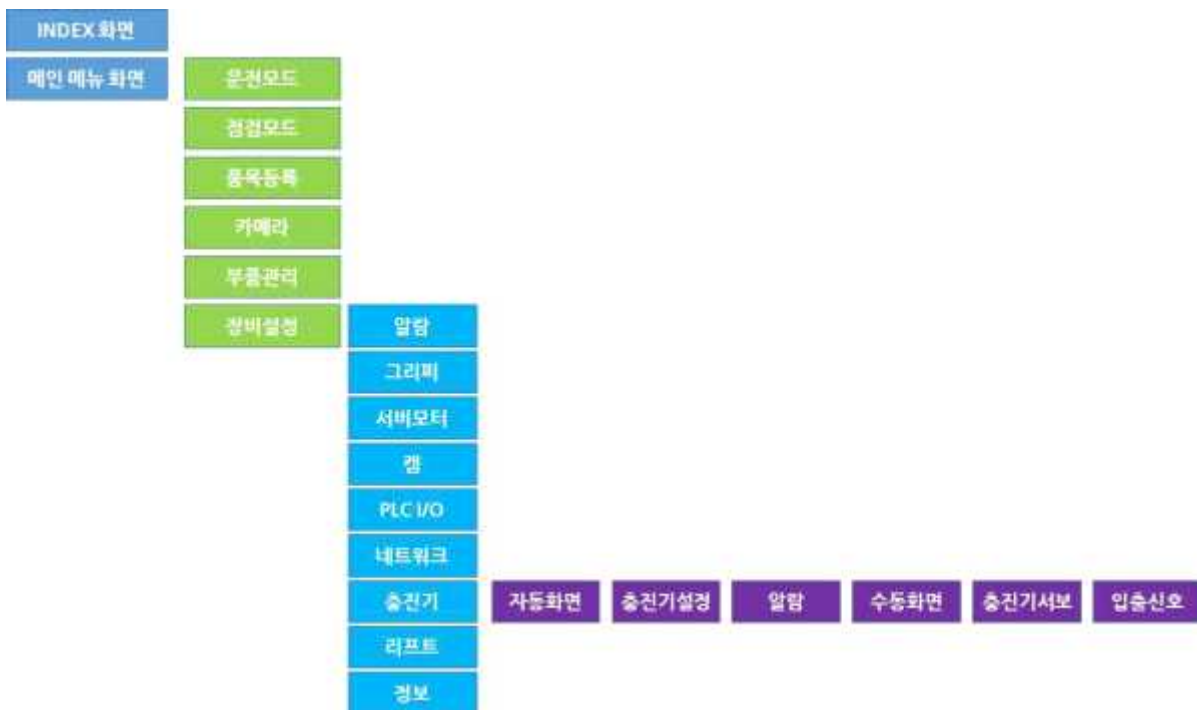 INDEX 화면
메인 메뉴 화면
운전모드
점검모드
품목등록
카메라
부품관리
장비설정
알람
그리퍼
서버모터
캠
PLC I/O
네트워크
충진기
자동화면
충진기설정
알람
수동화면
충진기서보
입출신호
리프트
정보